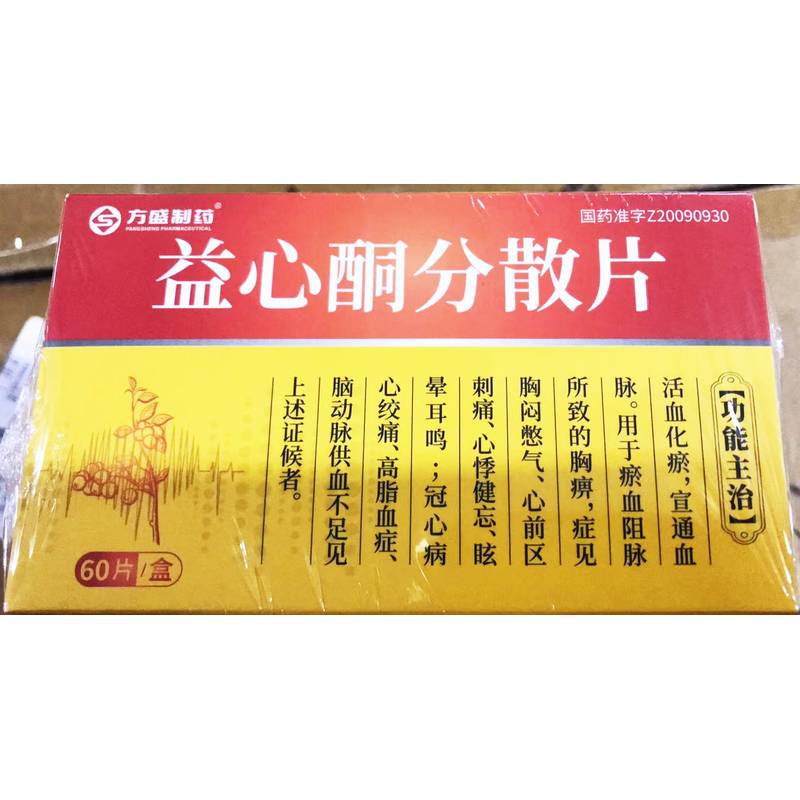 方盛制药®
FANGSHENG PHARMACEUTICAL
国药准字Z20090930
益心酮分散片
【功能主治】
活血化瘀，宣通血
脉。用于瘀血阻脉
所致的胸痹，症见
胸闷憋气、心前区
刺痛、心悸健忘、眩
晕耳鸣；冠心病
心绞痛、高脂血症、
脑动脉供血不足见
上述证候者。
60片/盒